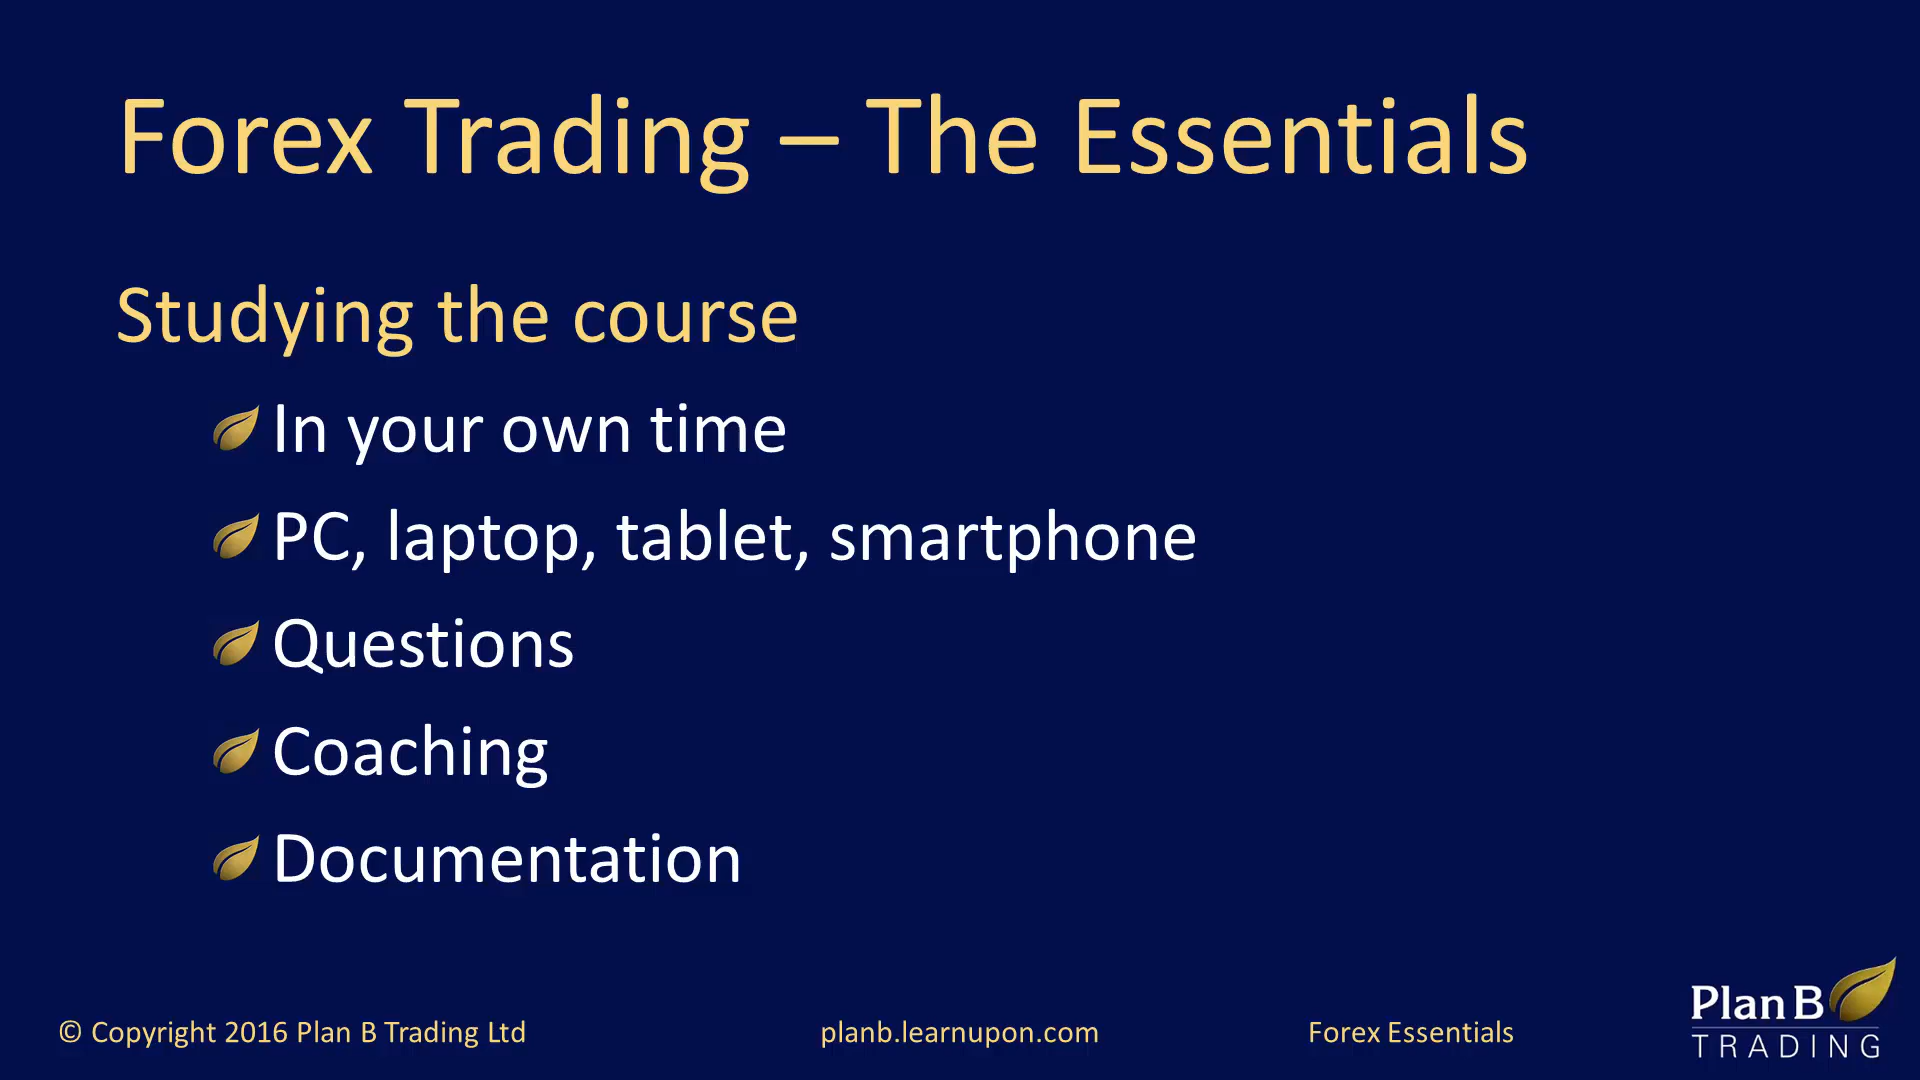 Forex Trading – The Essentials
Studying the course
In your own time
PC, laptop, tablet, smartphone
Questions
Coaching
Documentation
© Copyright 2016 Plan B Trading Ltd
planb.learnupon.com
Forex Essentials
Plan B
TRADING